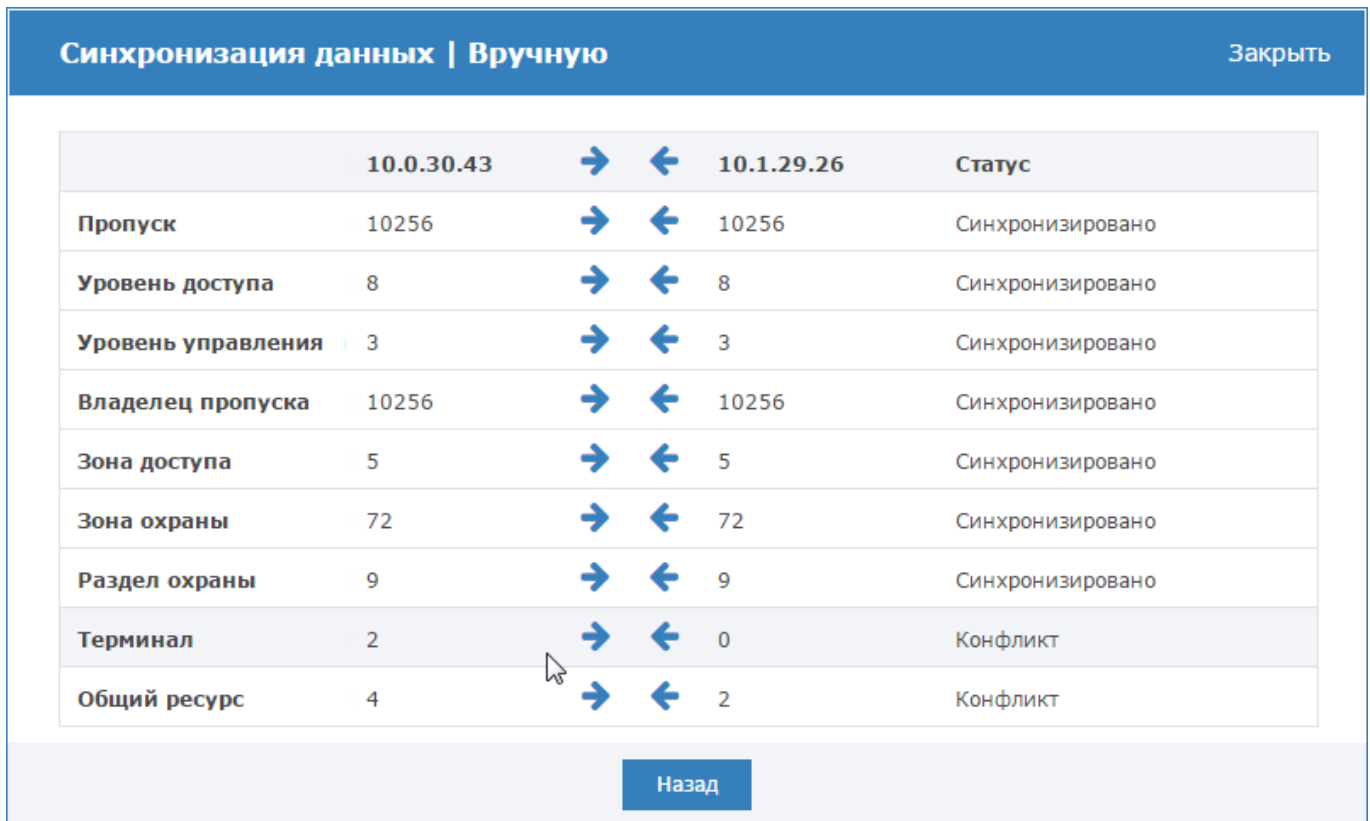 Синхронизация данных | Вручную Закрыть
10.0.30.43 10.1.29.26 Статус
Пропуск 10256 10256 Синхронизировано
Уровень доступа 8 8 Синхронизировано
Уровень управления 3 3 Синхронизировано
Владелец пропуска 10256 10256 Синхронизировано
Зона доступа 5 5 Синхронизировано
Зона охраны 72 72 Синхронизировано
Раздел охраны 9 9 Синхронизировано
Терминал 2 0 Конфликт
Общий ресурс 4 2 Конфликт
Назад